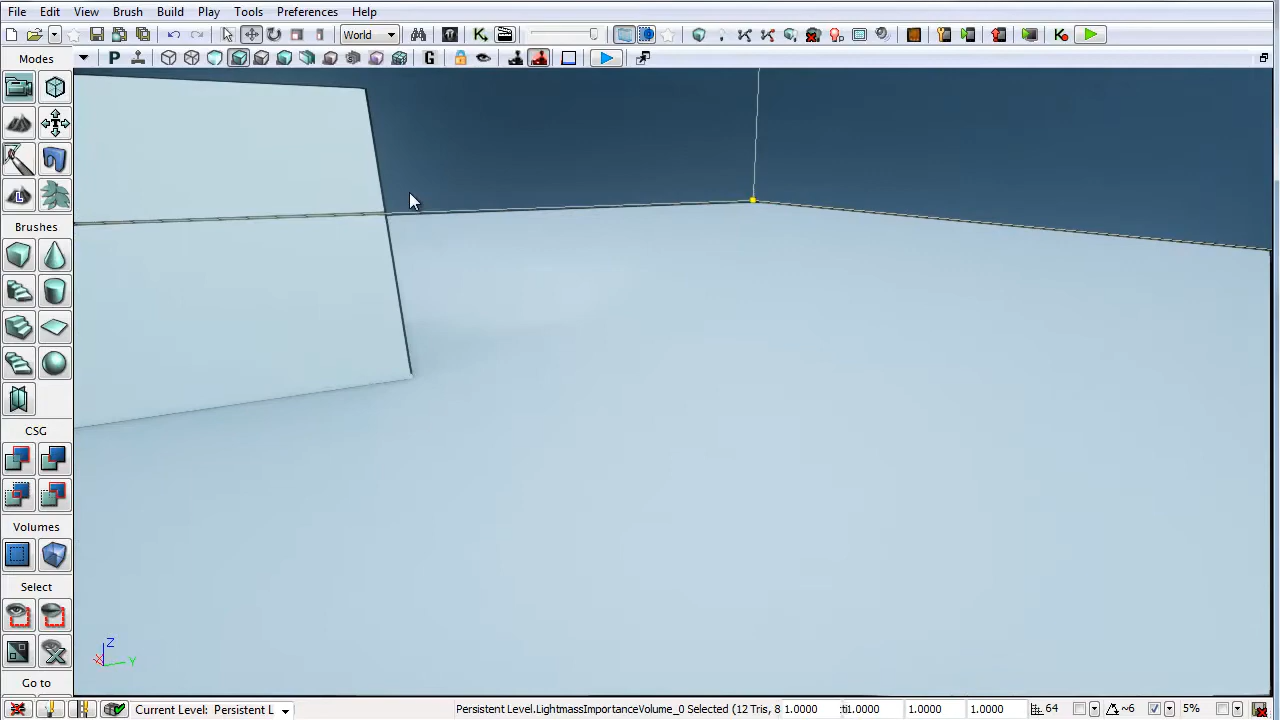 File Edit View Brush Build Play Tools Preferences Help
World
Modes
P G
L
Brushes
CSG
Volumes
Select
Go to
Z
X Y
Current Level: Persistent L
Persistent Level.LightmassImportanceVolume_0 Selected (12 Tris, 8 1.0000 1.0000 1.0000 1.0000 64 ~6 5%